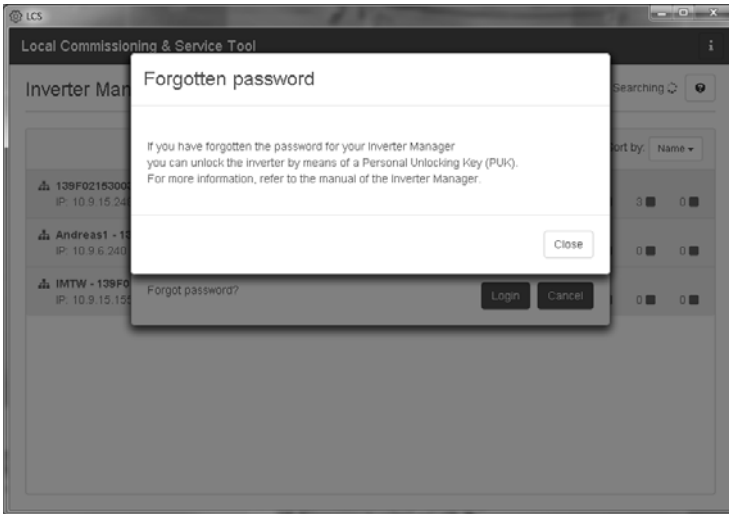 LCS
Local Commissioning & Service Tool
i
Inverter Man
Searching
?
Forgotten password
If you have forgotten the password for your Inverter Manager
you can unlock the inverter by means of a Personal Unlocking Key (PUK).
For more information, refer to the manual of the Inverter Manager.
Close
Sort by: Name
139F0215300
IP: 10.9.15.24
3 0
Andreas1 - 13
IP: 10.9.6.240
0 0
IMTW - 139F0
IP: 10.9.15.155
0 0
Forgot password?
Login Cancel